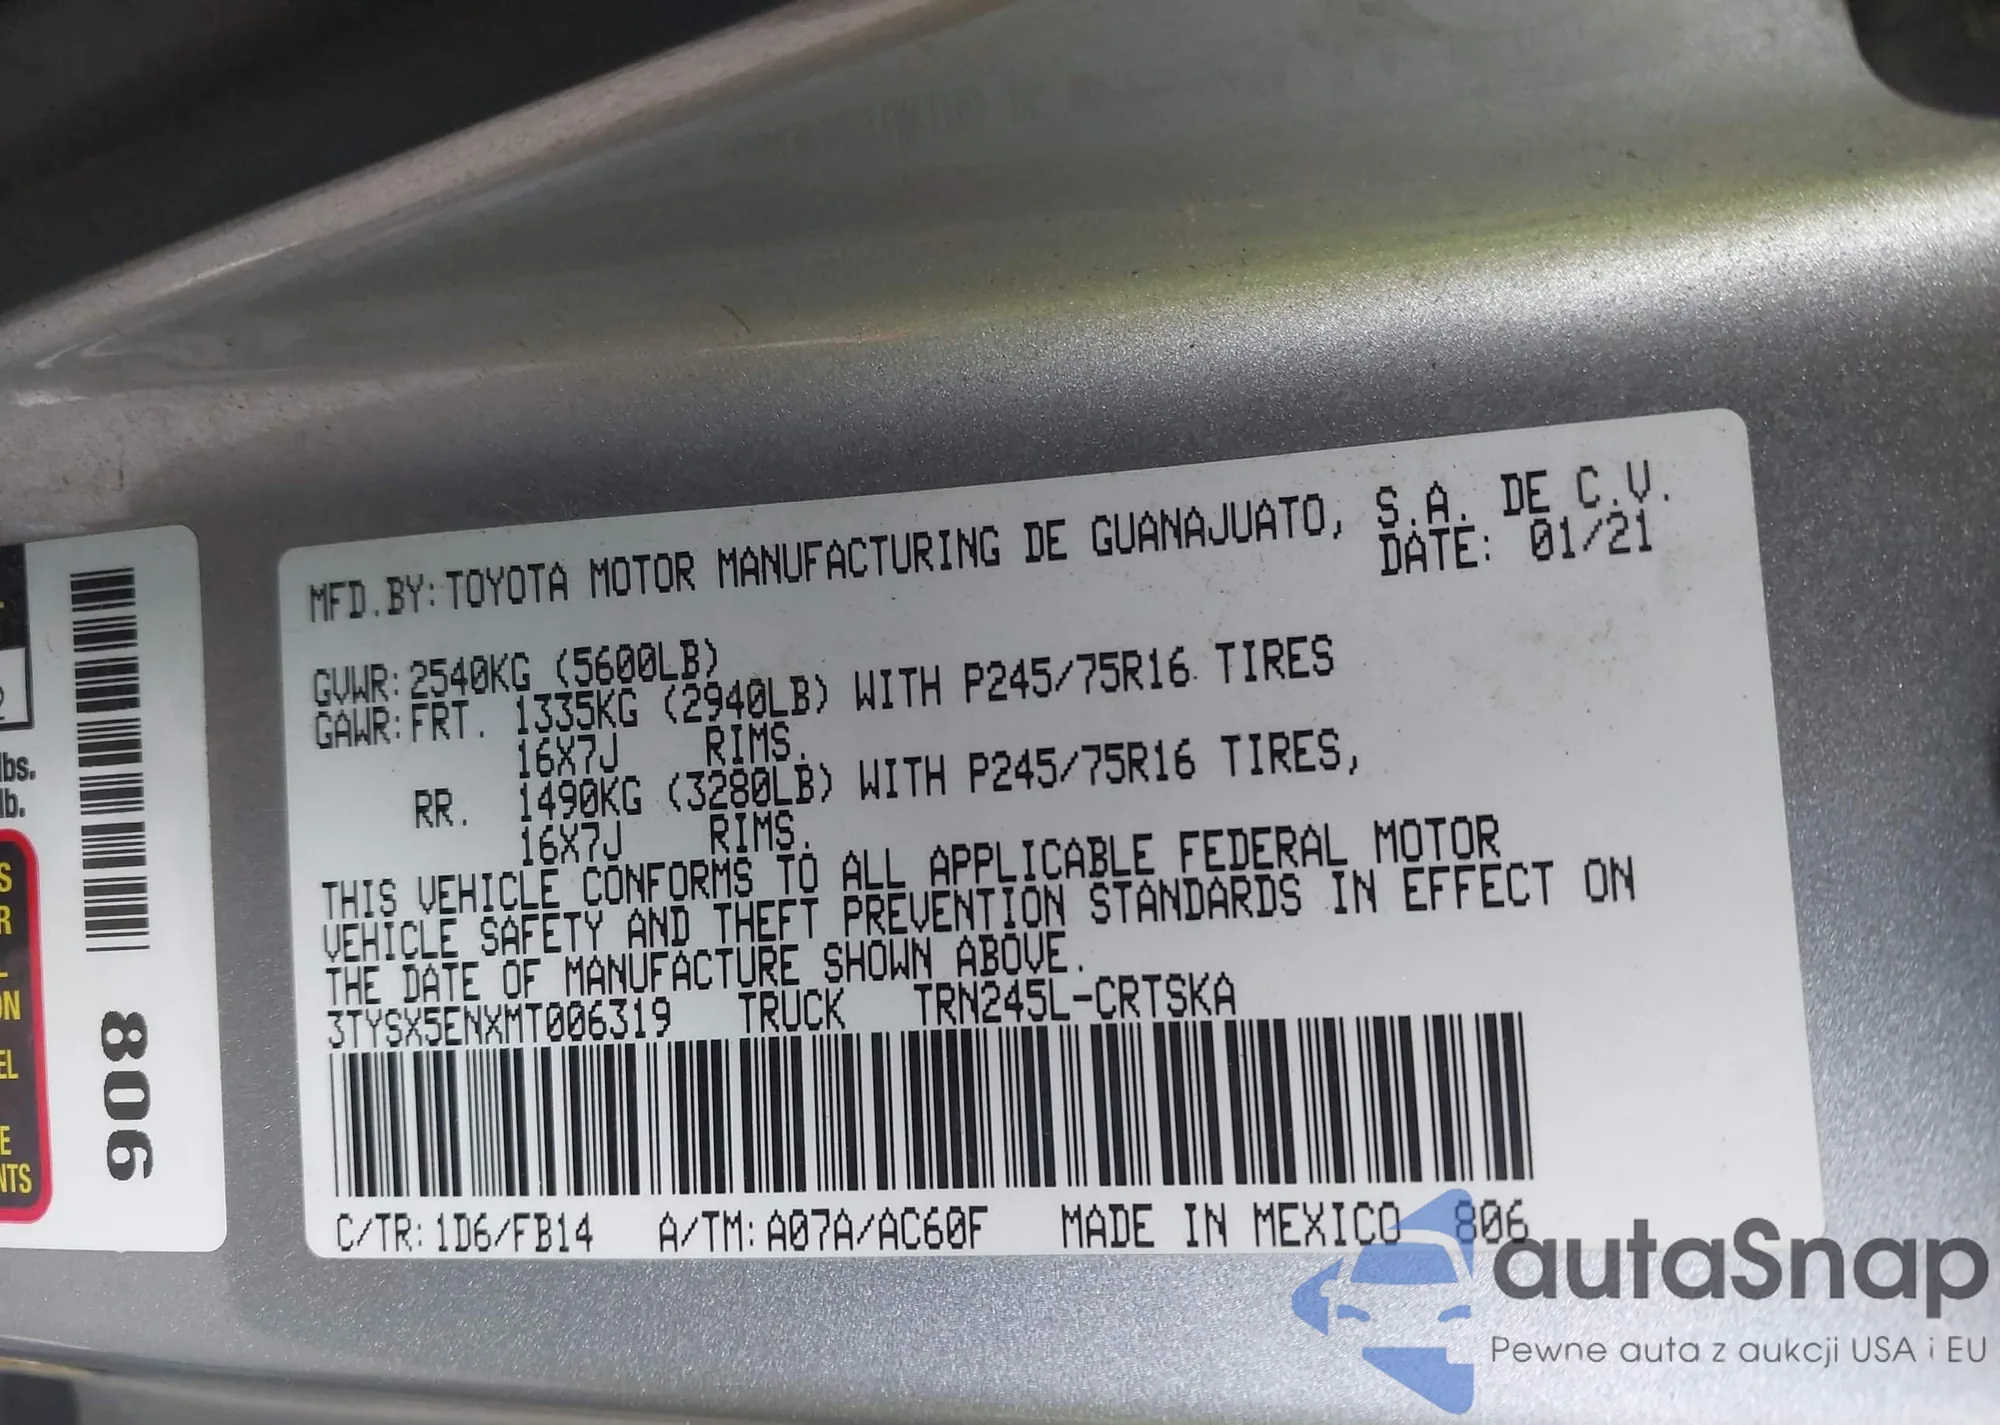 MFD.BY:TOYOTA MOTOR MANUFACTURING DE GUANAJUATO, S.A. DE C.V.
DATE: 01/21
GVWR:2540KG (5600LB)
GAWR:FRT. 1335KG (2940LB) WITH P245/75R16 TIRES
16X7J RIMS.
RR. 1490KG (3280LB) WITH P245/75R16 TIRES,
16X7J RIMS.
THIS VEHICLE CONFORMS TO ALL APPLICABLE FEDERAL MOTOR
VEHICLE SAFETY AND THEFT PREVENTION STANDARDS IN EFFECT ON
THE DATE OF MANUFACTURE SHOWN ABOVE.
3TYSX5ENXMT006319 TRUCK TRN245L-CRTSKA
C/TR:1D6/FB14 A/TM:A07A/AC60F MADE IN MEXICO 806
806
lbs.
lb.
autaSnap
Pewne auta z aukcji USA i EU